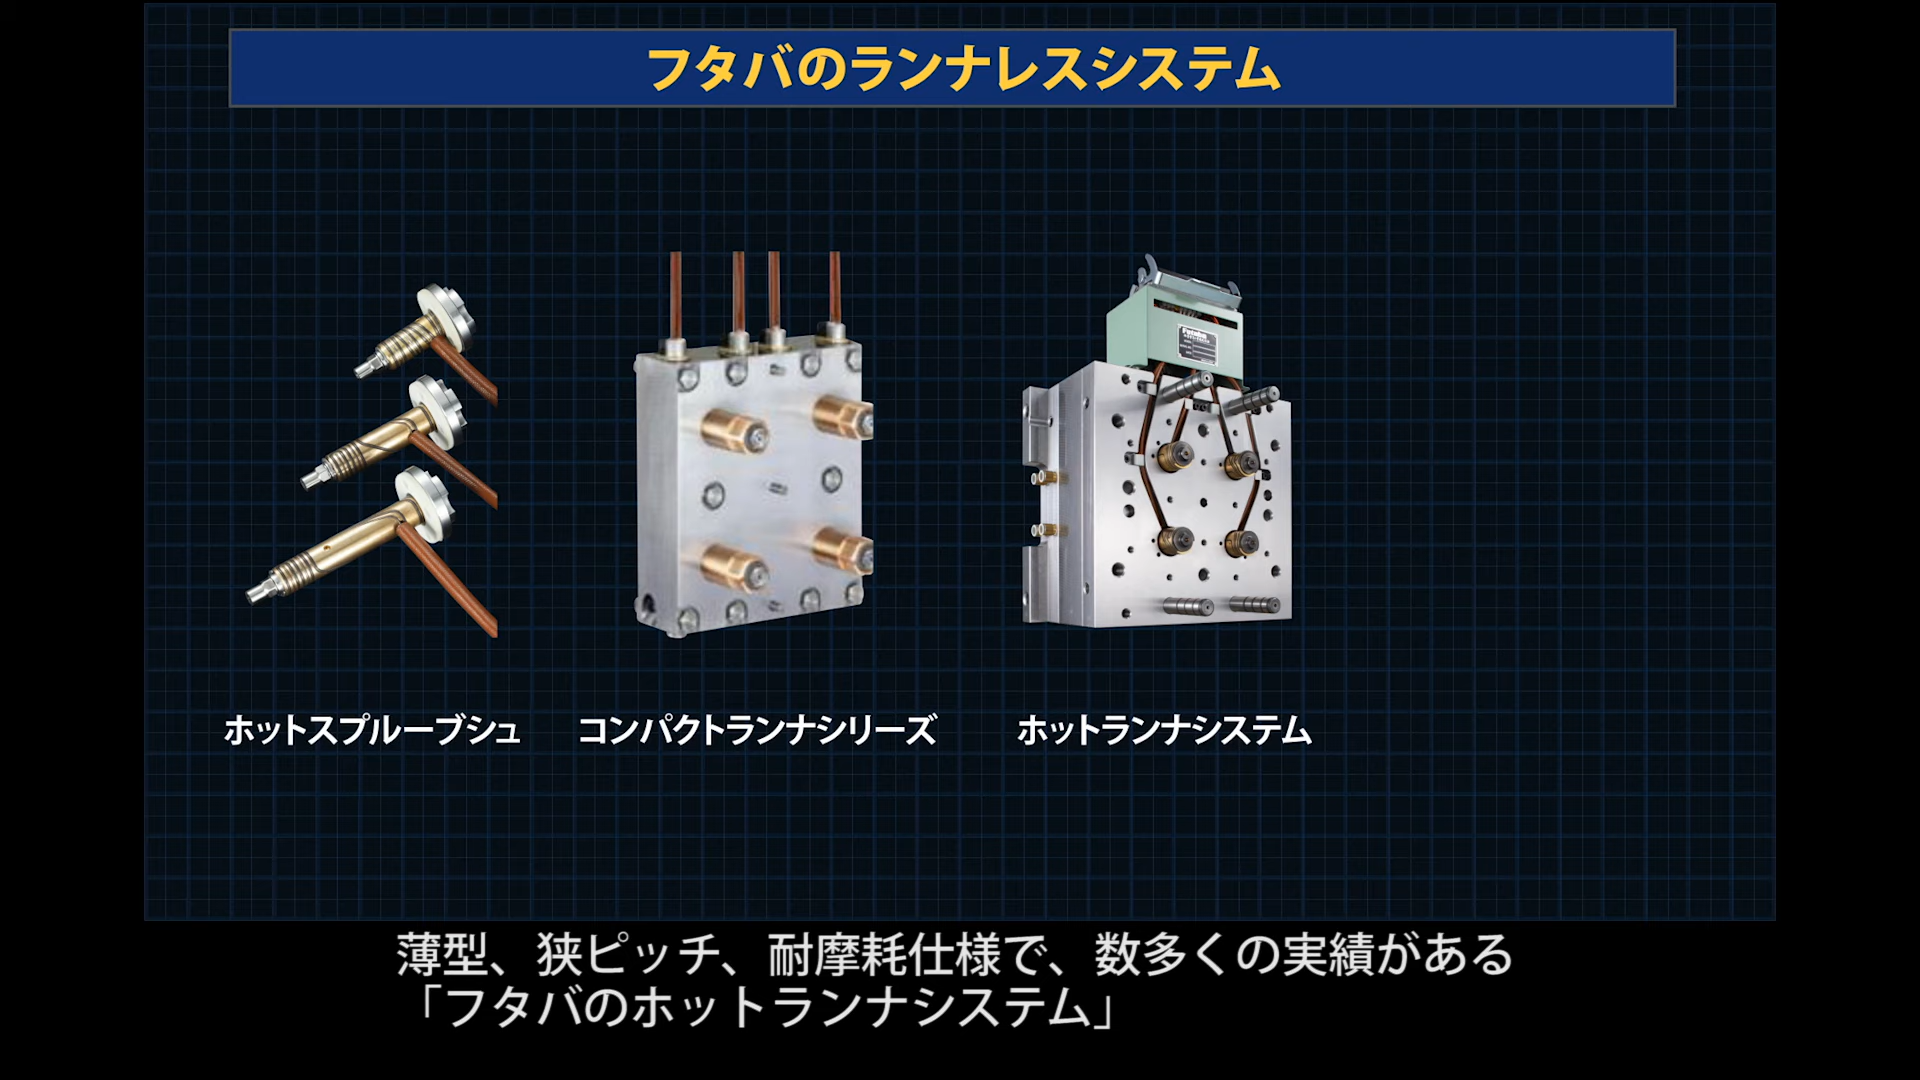 フタバのランナレスシステム
Futaba
ホットスプルーブシュ
コンパクトランナシリーズ
ホットランナシステム
薄型、狭ピッチ、耐摩耗仕様で、数多くの実績がある
「フタバのホットランナシステム」